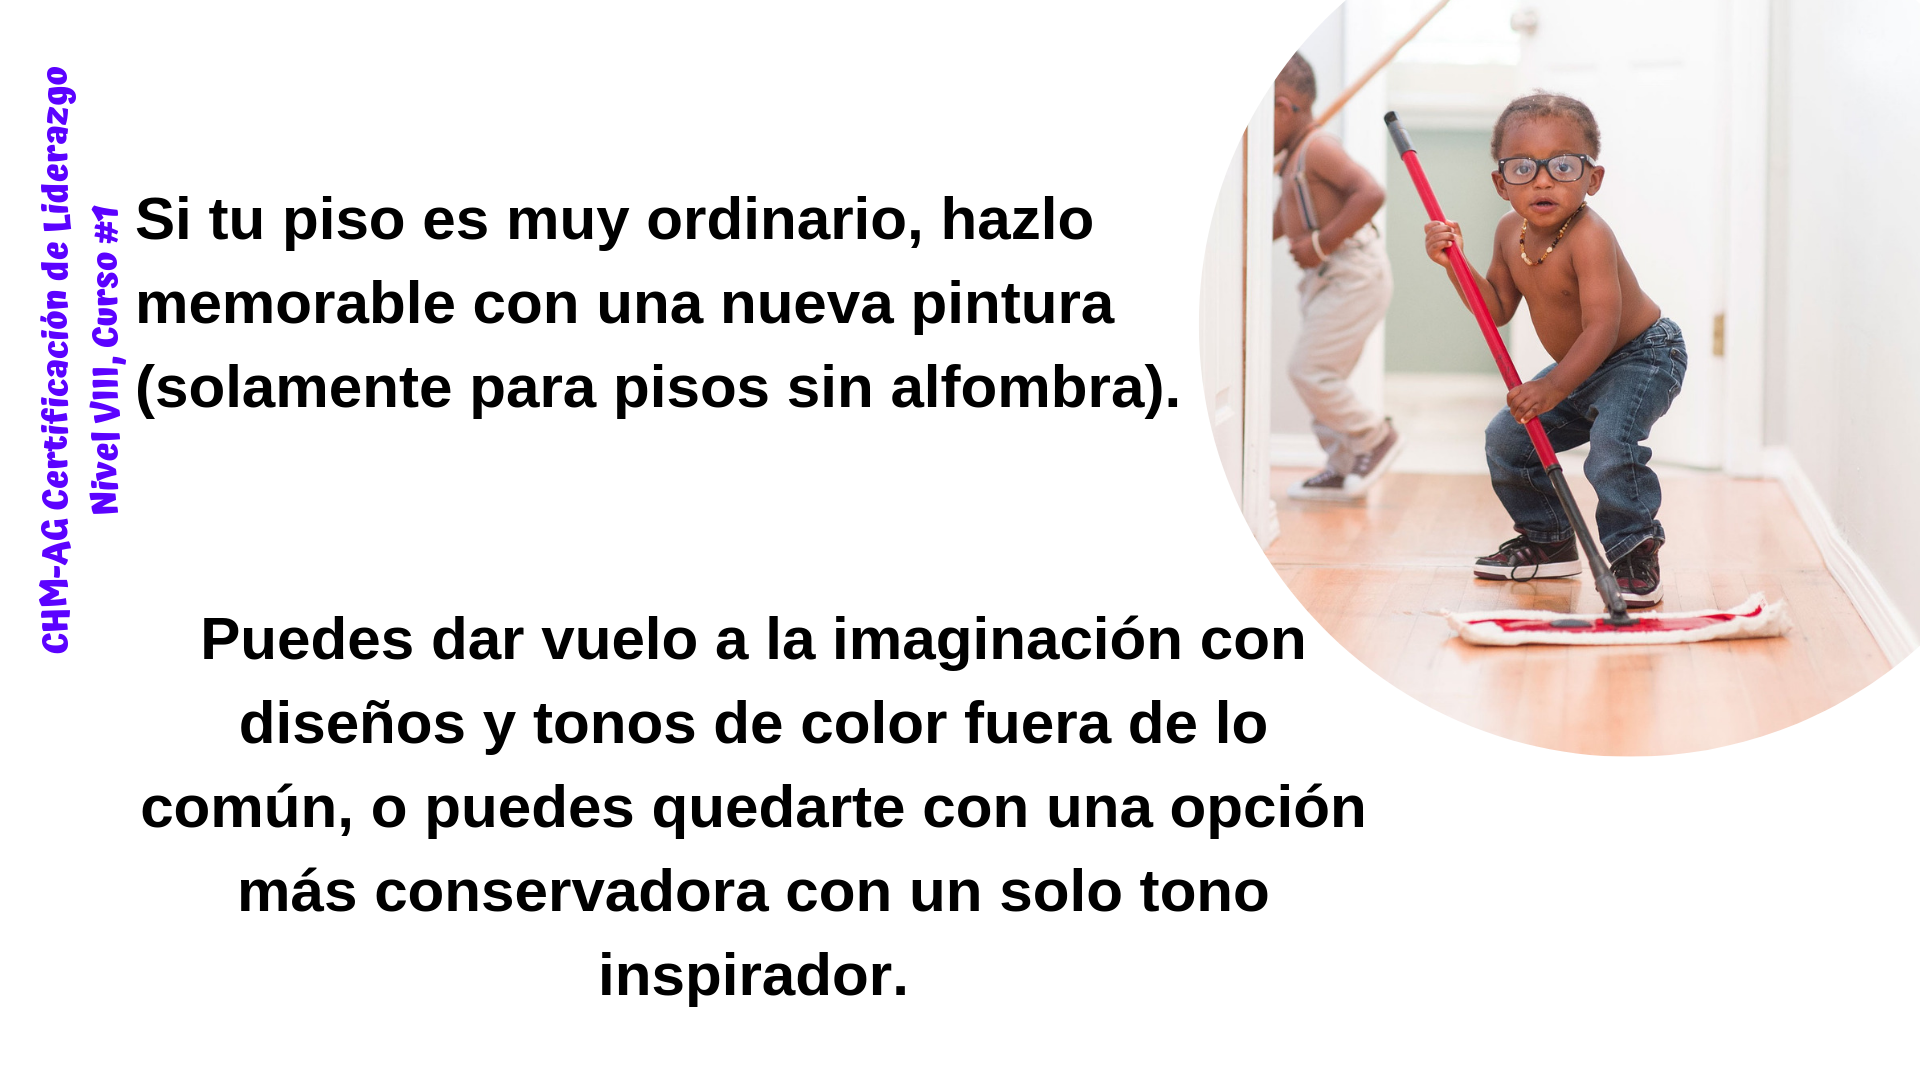 CHM-AG Certificación de Liderazgo
Nivel VIII, Curso #1
Si tu piso es muy ordinario, hazlo
memorable con una nueva pintura
(solamente para pisos sin alfombra).
Puedes dar vuelo a la imaginación con
diseños y tonos de color fuera de lo
común, o puedes quedarte con una opción
más conservadora con un solo tono
inspirador.